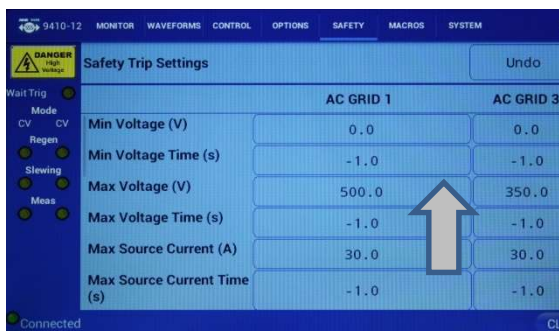 9410-12 MONITOR WAVEFORMS CONTROL OPTIONS SAFETY MACROS SYSTEM
DANGER
High
Voltage
Safety Trip Settings
Undo
Wait Trig
Mode
CV CV
Regen
Slewing
Meas
AC GRID 1 AC GRID 3
Min Voltage (V) 0.0 0.0
Min Voltage Time (s) -1.0 -1.0
Max Voltage (V) 500.0 350.0
Max Voltage Time (s) -1.0 -1.0
Max Source Current (A) 30.0 30.0
Max Source Current Time
(s) -1.0 -1.0
Connected